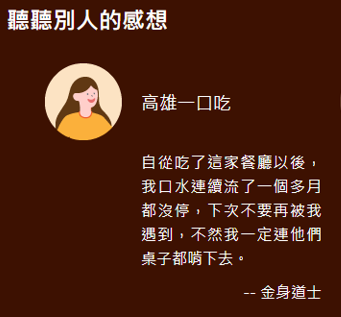 聽聽別人的感想
高雄一口吃
自從吃了這家餐廳以後，
我口水連續流了一個多月
都沒停，下次不要再被我
遇到，不然我一定連他們
桌子都啃下去。
-- 金身道士